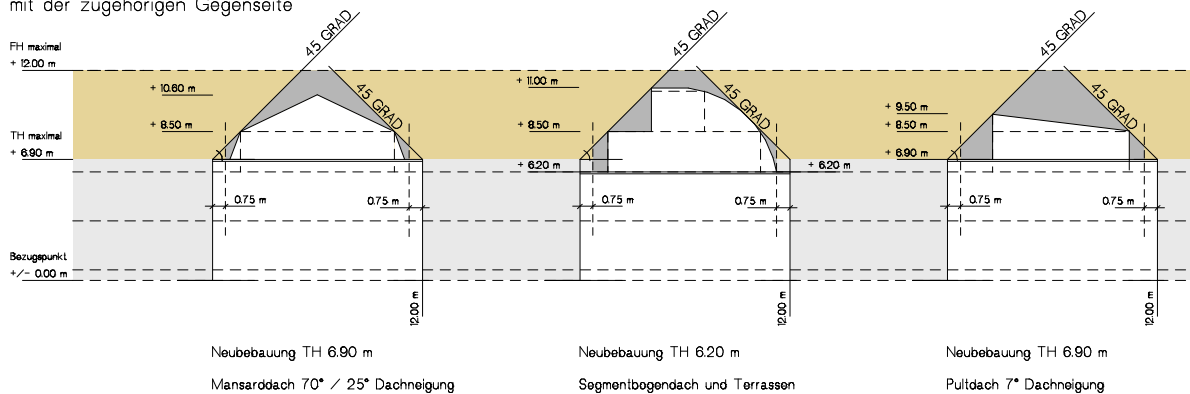 mit der zugehörigen Gegenseite
45 GRAD
45 GRAD
45 GRAD
FH maximal
+ 12.00 m
+ 10.60 m
45 GRAD
+ 11.00 m
45 GRAD
+ 9.50 m
45 GRAD
+ 8.50 m
+ 8.50 m
+ 8.50 m
TH maximal
+ 6.90 m
+ 6.20 m
+ 6.20 m
+ 6.90 m
0.75 m
0.75 m
0.75 m
0.75 m
0.75 m
0.75 m
Bezugspunkt
+/- 0.00 m
12.00 m
12.00 m
12.00 m
Neubebauung TH 6.90 m
Neubebauung TH 6.20 m
Neubebauung TH 6.90 m
Mansarddach 70° / 25° Dachneigung
Segmentbogendach und Terrassen
Pultdach 7° Dachneigung